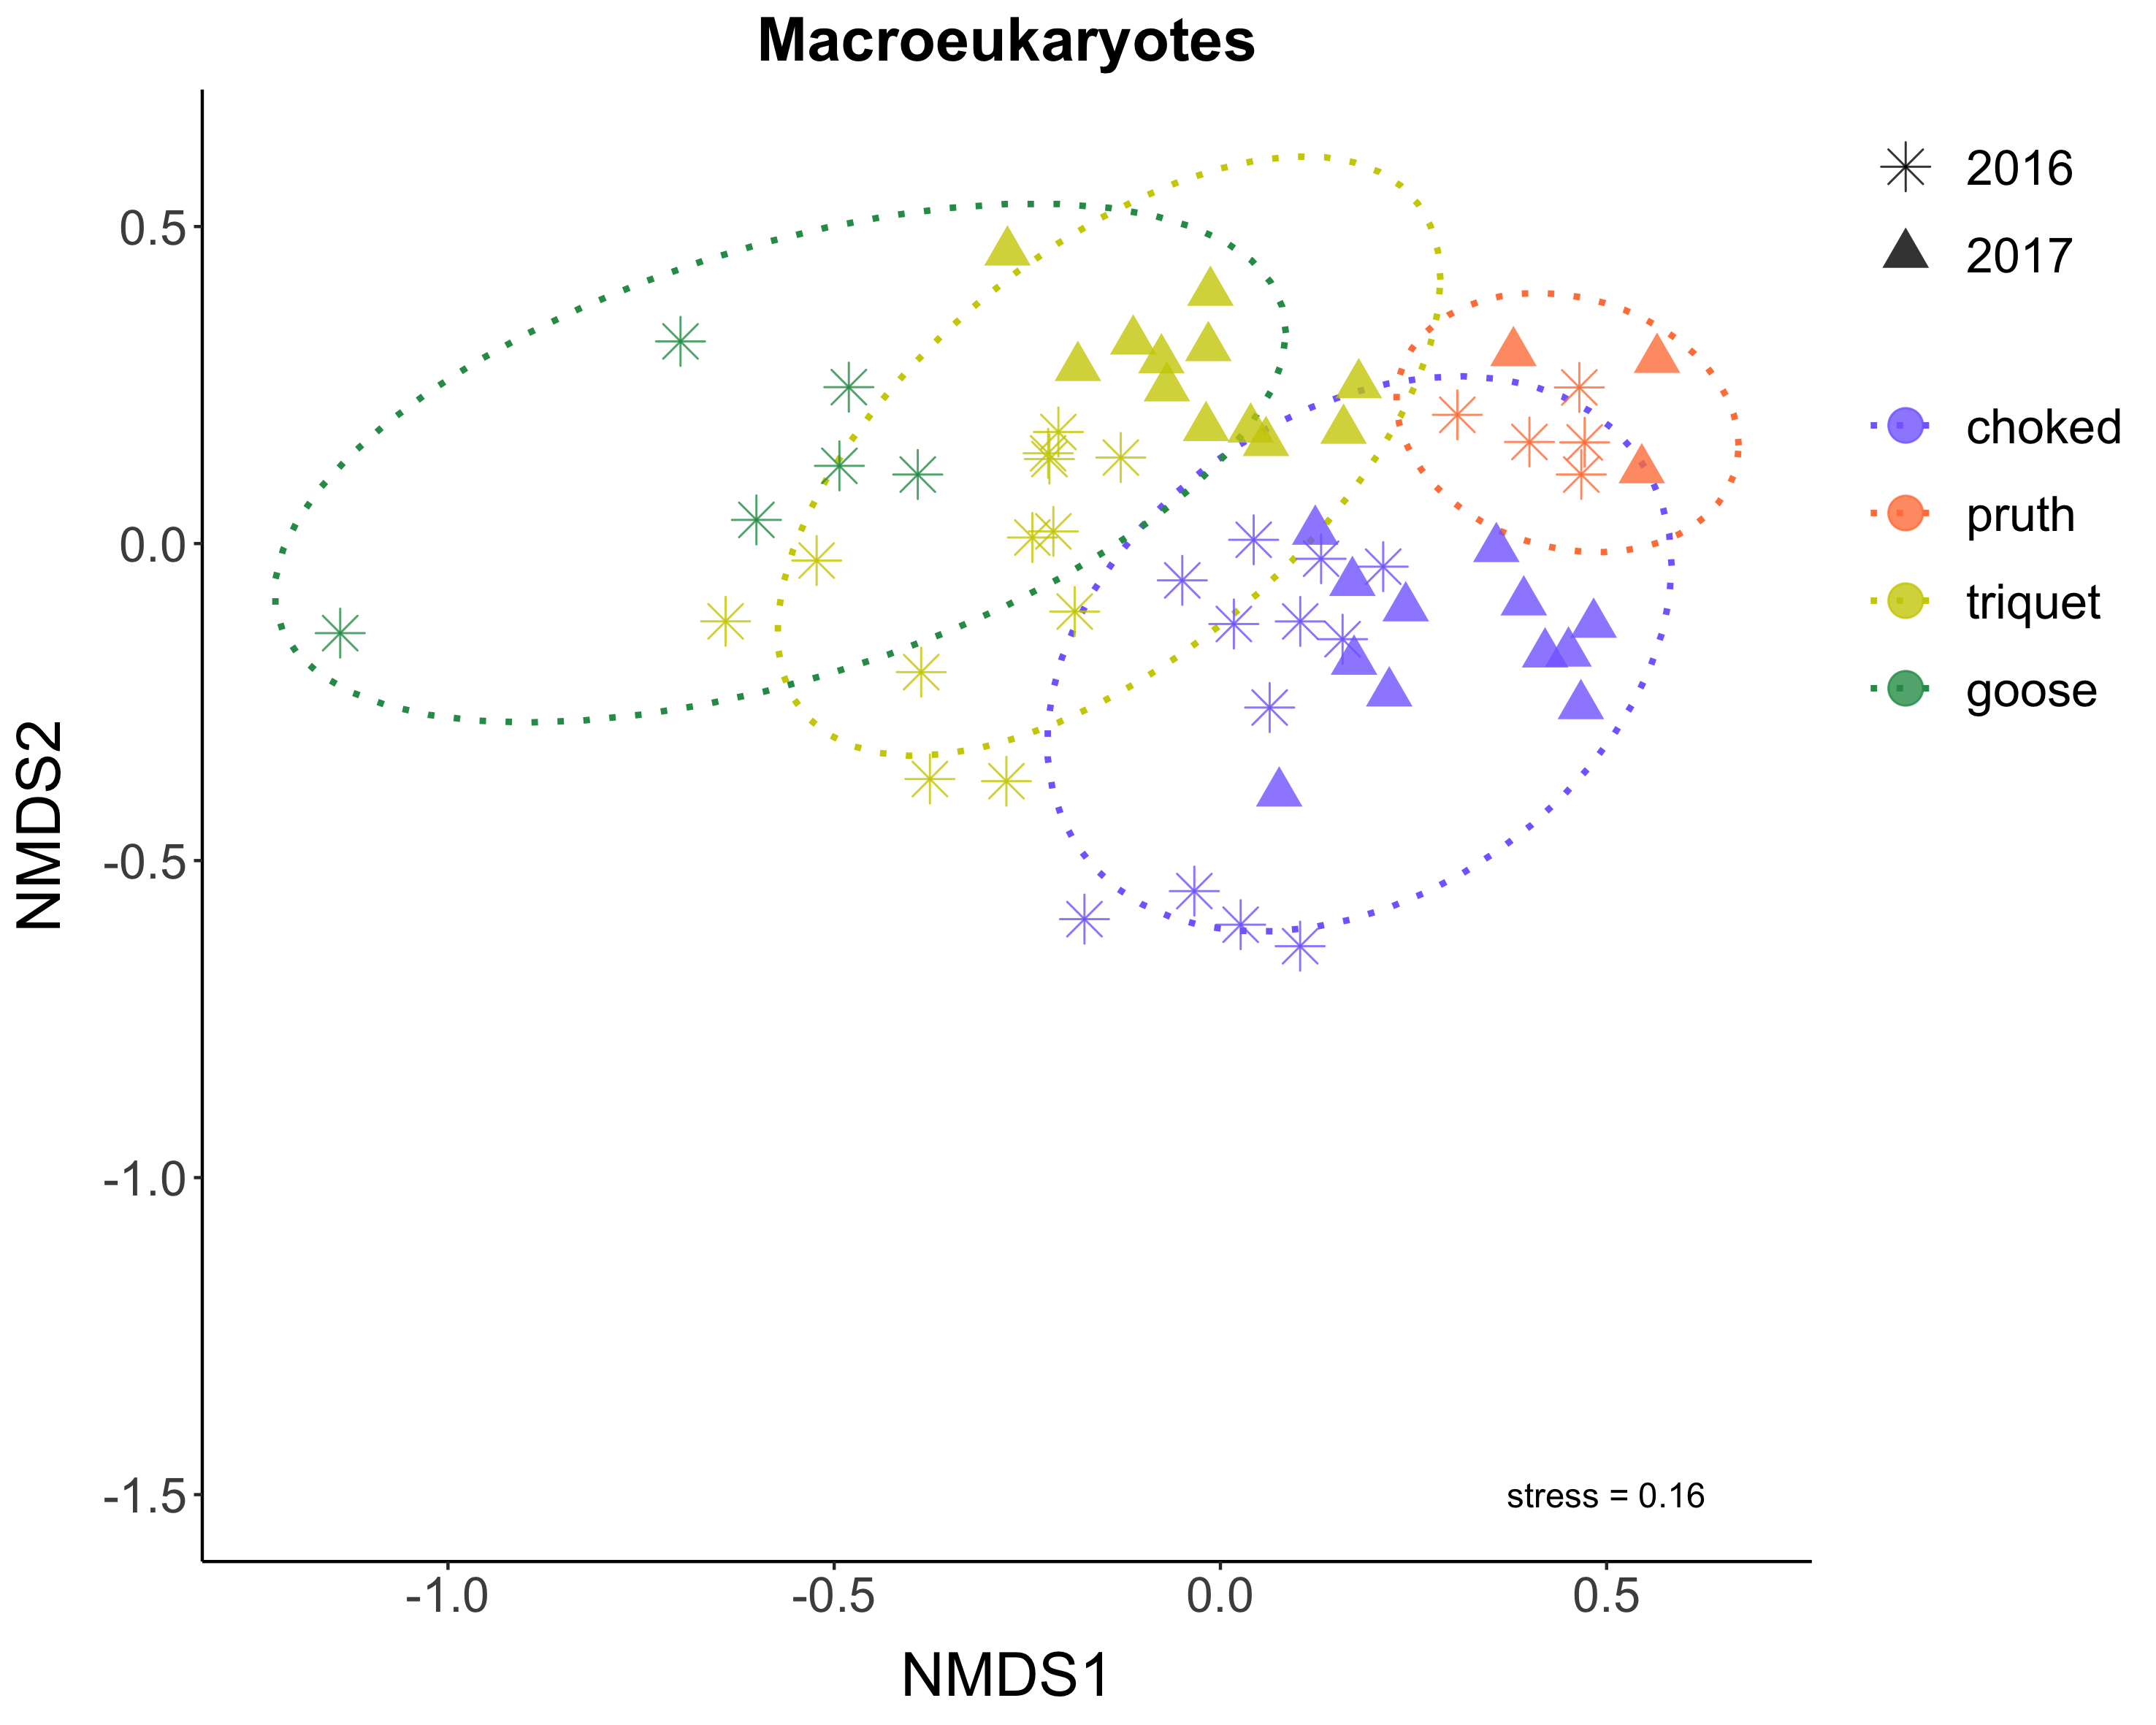 Macroeukaryotes
2016
2017
choked
pruth
triquet
goose
NMDS2
0.5
0.0
-0.5
-1.0
-1.5
stress = 0.16
-1.0
-0.5
0.0
0.5
NMDS1